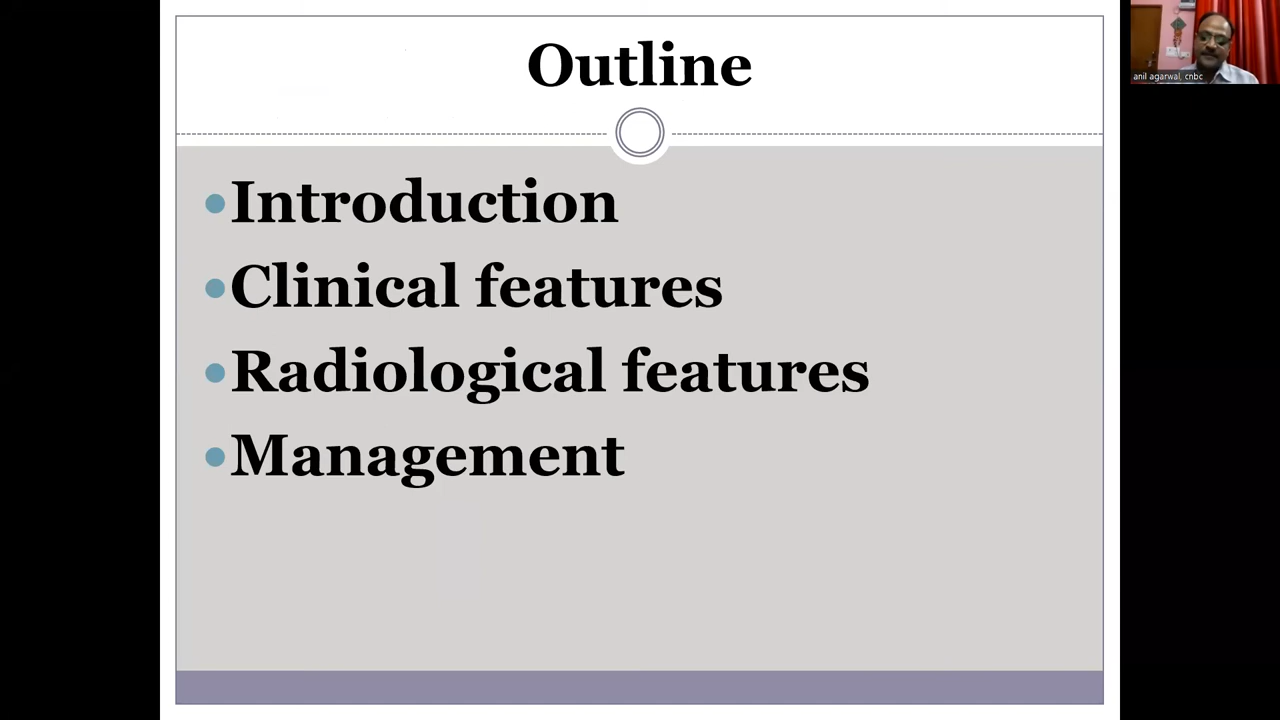 Outline
anil agarwal, cnbc
•Introduction
•Clinical features
•Radiological features
•Management